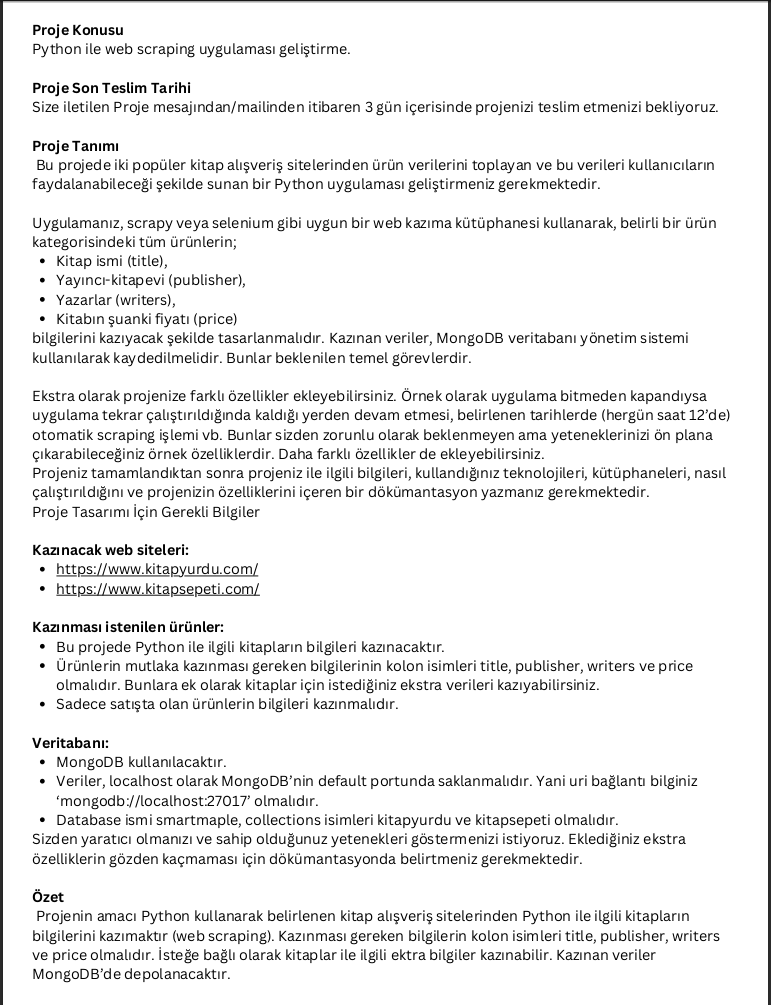 Proje Konusu
Python ile web scraping uygulaması geliştirme.
Proje Son Teslim Tarihi
Size iletilen Proje mesajından/mailinden itibaren 3 gün içerisinde projenizi teslim etmenizi bekliyoruz.
Proje Tanımı
Bu projede iki popüler kitap alışveriş sitelerinden ürün verilerini toplayan ve bu verileri kullanıcıların
faydalanabileceği şekilde sunan bir Python uygulaması geliştirmeniz gerekmektedir.
Uygulamanız, scrapy veya selenium gibi uygun bir web kazıma kütüphanesi kullanarak, belirli bir ürün
kategorisindeki tüm ürünlerin;
• Kitap ismi (title),
• Yayıncı-kitapevi (publisher),
• Yazarlar (writers),
• Kitabın şuanki fiyatı (price)
bilgilerini kazıyacak şekilde tasarlanmalıdır. Kazınan veriler, MongoDB veritabanı yönetim sistemi
kullanılarak kaydedilmelidir. Bunlar beklenilen temel görevlerdir.
Ekstra olarak projenize farklı özellikler ekleyebilirsiniz. Örnek olarak uygulama bitmeden kapandıysa
uygulama tekrar çalıştırıldığında kaldığı yerden devam etmesi, belirlenen tarihlerde (hergün saat 12’de)
otomatik scraping işlemi vb. Bunlar sizden zorunlu olarak beklenmeyen ama yeteneklerinizi ön plana
çıkarabileceğiniz örnek özelliklerdir. Daha farklı özellikler de ekleyebilirsiniz.
Projeniz tamamlandıktan sonra projeniz ile ilgili bilgileri, kullandığınız teknolojileri, kütüphaneleri, nasıl
çalıştırıldığını ve projenizin özelliklerini içeren bir dökümantasyon yazmanız gerekmektedir.
Proje Tasarımı İçin Gerekli Bilgiler
Kazınacak web siteleri:
• https://www.kitapyurdu.com/
• https://www.kitapsepeti.com/
Kazınması istenilen ürünler:
• Bu projede Python ile ilgili kitapların bilgileri kazınacaktır.
• Ürünlerin mutlaka kazınması gereken bilgilerinin kolon isimleri title, publisher, writers ve price
olmalıdır. Bunlara ek olarak kitaplar için istediğiniz ekstra verileri kazıyabilirsiniz.
• Sadece satışta olan ürünlerin bilgileri kazınmalıdır.
Veritabanı:
• MongoDB kullanılacaktır.
• Veriler, localhost olarak MongoDB’nin default portunda saklanmalıdır. Yani uri bağlantı bilginiz
‘mongodb://localhost:27017’ olmalıdır.
• Database ismi smartmaple, collections isimleri kitapyurdu ve kitapsepeti olmalıdır.
Sizden yaratıcı olmanızı ve sahip olduğunuz yetenekleri göstermenizi istiyoruz. Eklediğiniz ekstra
özelliklerin gözden kaçmaması için dökümantasyonda belirtmeniz gerekmektedir.
Özet
Projenin amacı Python kullanarak belirlenen kitap alışveriş sitelerinden Python ile ilgili kitapların
bilgilerini kazımaktır (web scraping). Kazınması gereken bilgilerin kolon isimleri title, publisher, writers
ve price olmalıdır. İsteğe bağlı olarak kitaplar ile ilgili ektra bilgiler kazınabilir. Kazınan veriler
MongoDB’de depolanacaktır.